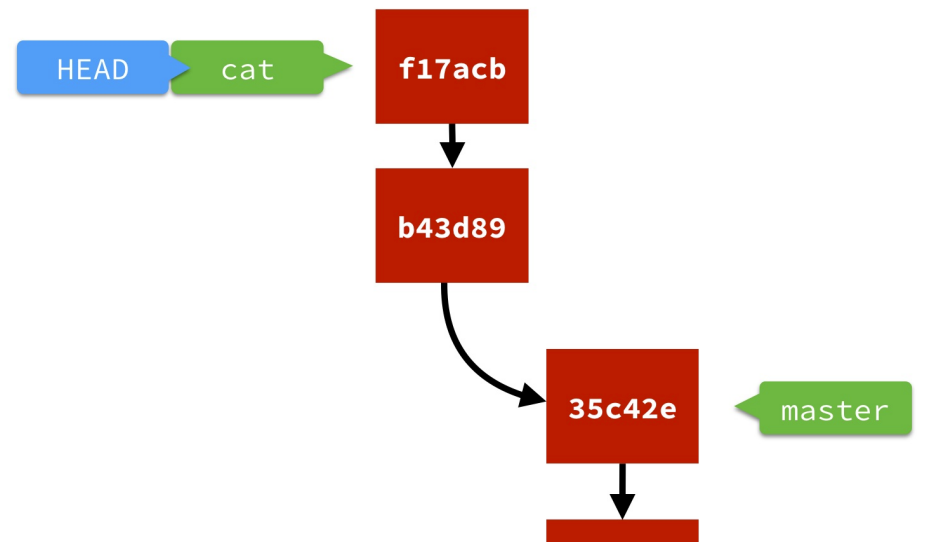 HEAD
cat
f17acb
b43d89
35c42e
master